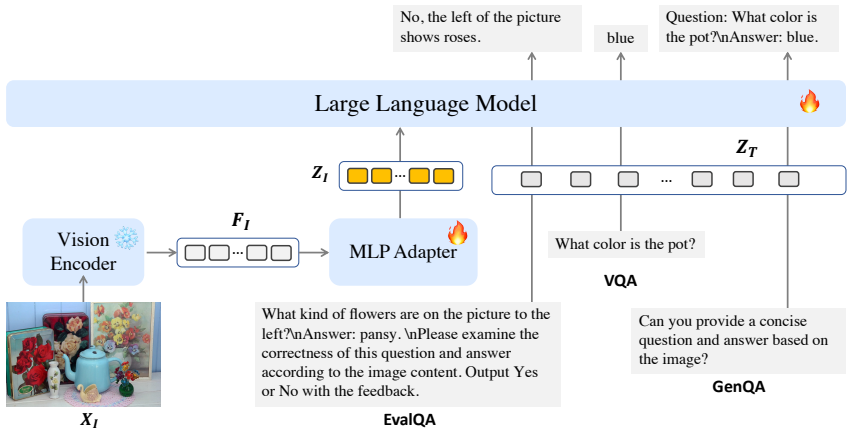 No, the left of the picture
shows roses.
blue
Question: What color is
the pot?\nAnswer: blue.
Large Language Model
Z_I
Z_T
F_I
Vision
Encoder
MLP Adapter
What color is the pot?
VQA
What kind of flowers are on the picture to the
left?\nAnswer: pansy. \nPlease examine the
correctness of this question and answer
according to the image content. Output Yes
or No with the feedback.
Can you provide a concise
question and answer based on
the image?
X_I
EvalQA
GenQA